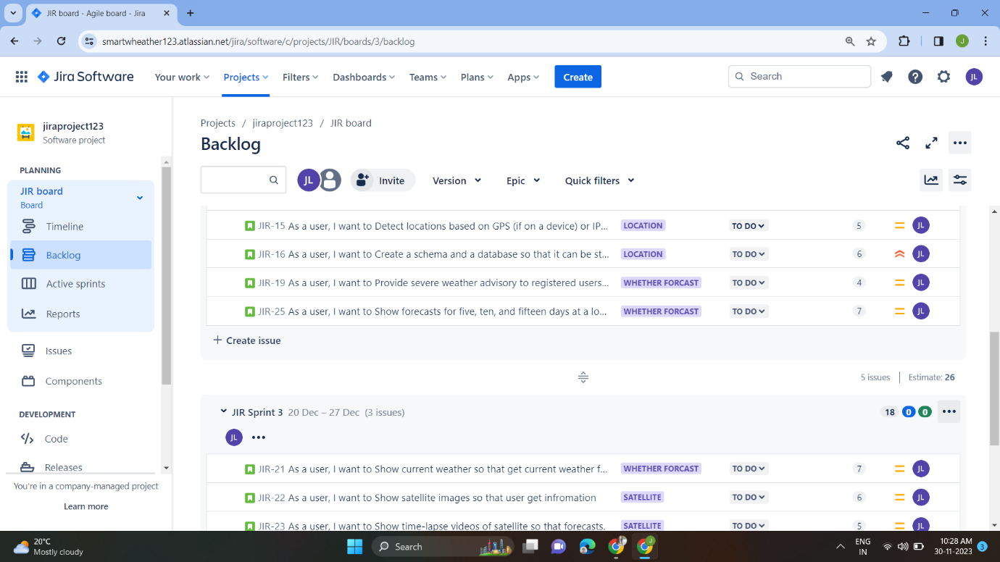 JIR board - Agile board - Jira
smartwheather123.atlassian.net/jira/software/c/projects/JIR/boards/3/backlog
J
Jira Software
Your work
Projects
Filters
Dashboards
Teams
Plans
Apps
Create
Search
JL
jiraproject123
Software project
PLANNING
JIR board
Board
Timeline
Backlog
Active sprints
Reports
Issues
Components
DEVELOPMENT
Code
Releases
You're in a company-managed project
Learn more
Projects / jiraproject123 / JIR board
Backlog
JL
Invite
Version
Epic
Quick filters
JIR-15 As a user, I want to Detect locations based on GPS (if on a device) or IP... LOCATION TO DO 5 JL
JIR-16 As a user, I want to Create a schema and a database so that it can be st... LOCATION TO DO 6 JL
JIR-19 As a user, I want to Provide severe weather advisory to registered users... WHETHER FORCAST TO DO 4 JL
JIR-25 As a user, I want to Show forecasts for five, ten, and fifteen days at a lo... WHETHER FORCAST TO DO 7 JL
+ Create issue
5 issues Estimate: 26
JIR Sprint 3 20 Dec – 27 Dec (3 issues) 18 0 0
JL
JIR-21 As a user, I want to Show current weather so that get current weather f... WHETHER FORCAST TO DO 7 JL
JIR-22 As a user, I want to Show satellite images so that user get infromation SATELLITE TO DO 6 JL
JIR-23 As a user, I want to Show time-lapse videos of satellite so that forecasts. SATELLITE TO DO 5 JL
20°C
Mostly cloudy
Search
J
ENG
IN
10:28 AM
30-11-2023
3